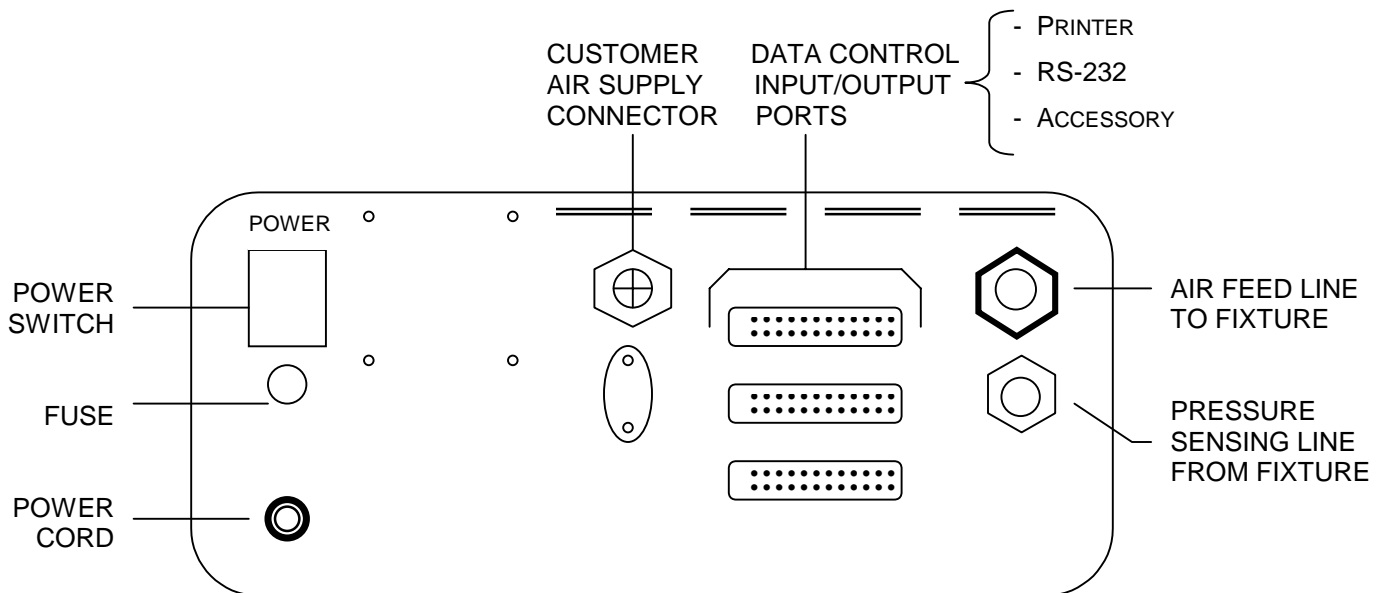 - PRINTER
- RS-232
- ACCESSORY
CUSTOMER
AIR SUPPLY
CONNECTOR
DATA CONTROL
INPUT/OUTPUT
PORTS
POWER
POWER
SWITCH
FUSE
POWER
CORD
AIR FEED LINE
TO FIXTURE
PRESSURE
SENSING LINE
FROM FIXTURE